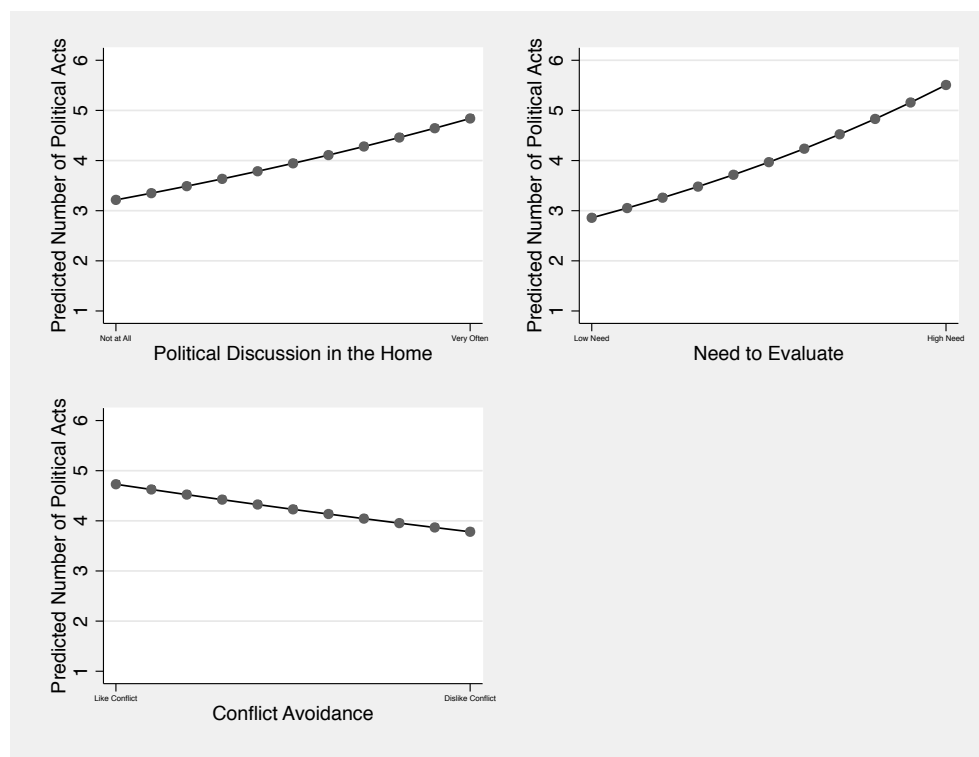 Predicted Number of Political Acts
6
5
4
3
2
1
Not at All
Very Often
Political Discussion in the Home
Predicted Number of Political Acts
6
5
4
3
2
1
Low Need
High Need
Need to Evaluate
Predicted Number of Political Acts
6
5
4
3
2
1
Like Conflict
Dislike Conflict
Conflict Avoidance